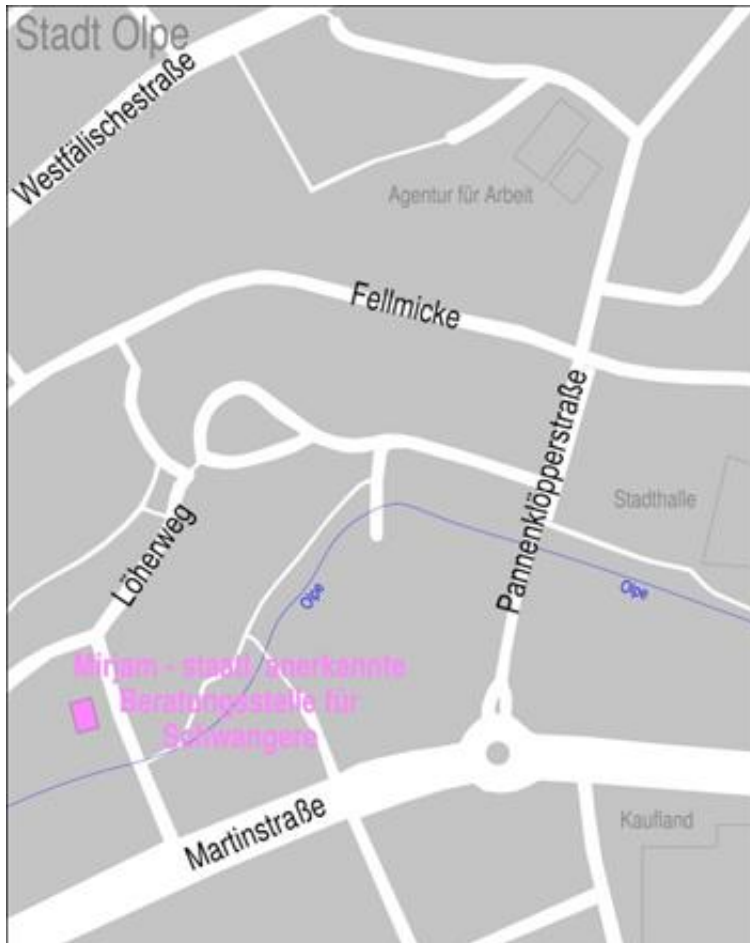 Stadt Olpe
Westfälischestraße
Agentur für Arbeit
Fellmicke
Pannenklöpperstraße
Stadthalle
Löherweg
Olpe
Olpe
Mirjam - staatl. anerkannte
Beratungsstelle für
Schwangere
Martinstraße
Kaufland